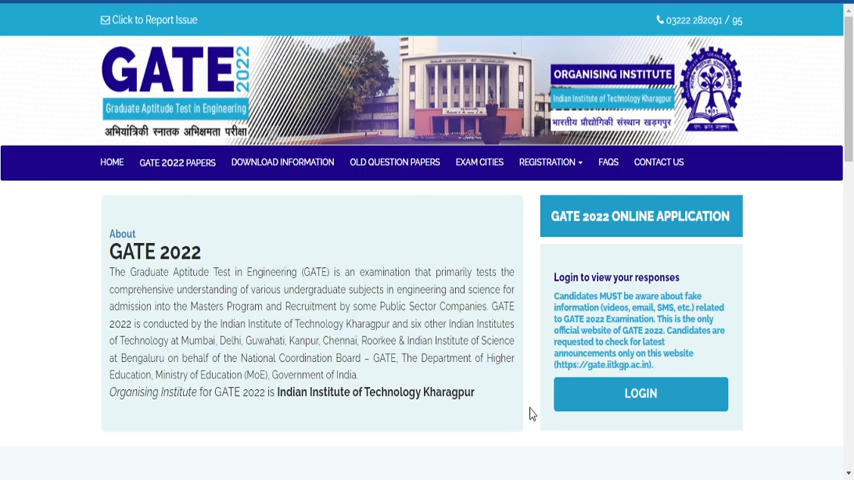 Click to Report Issue
03222 282091 / 95
GATE 2022
Graduate Aptitude Test in Engineering
अभियांत्रिकी स्नातक अभिक्षमता परीक्षा
ORGANISING INSTITUTE
Indian Institute of Technology Kharagpur
भारतीय प्रौद्योगिकी संस्थान खड़गपुर
HOME GATE 2022 PAPERS DOWNLOAD INFORMATION OLD QUESTION PAPERS EXAM CITIES REGISTRATION FAQS CONTACT US
About
GATE 2022
The Graduate Aptitude Test in Engineering (GATE) is an examination that primarily tests the
comprehensive understanding of various undergraduate subjects in engineering and science for
admission into the Masters Program and Recruitment by some Public Sector Companies. GATE
2022 is conducted by the Indian Institute of Technology Kharagpur and six other Indian Institutes
of Technology at Mumbai, Delhi, Guwahati, Kanpur, Chennai, Roorkee & Indian Institute of Science
at Bengaluru on behalf of the National Coordination Board – GATE, The Department of Higher
Education, Ministry of Education (MoE), Government of India.
Organising Institute for GATE 2022 is Indian Institute of Technology Kharagpur
GATE 2022 ONLINE APPLICATION
Login to view your responses
Candidates MUST be aware about fake
information (videos, email, SMS, etc.) related
to GATE 2022 Examination. This is the only
official website of GATE 2022. Candidates are
requested to check for latest
announcements only on this website
(https://gate.iitkgp.ac.in).
LOGIN